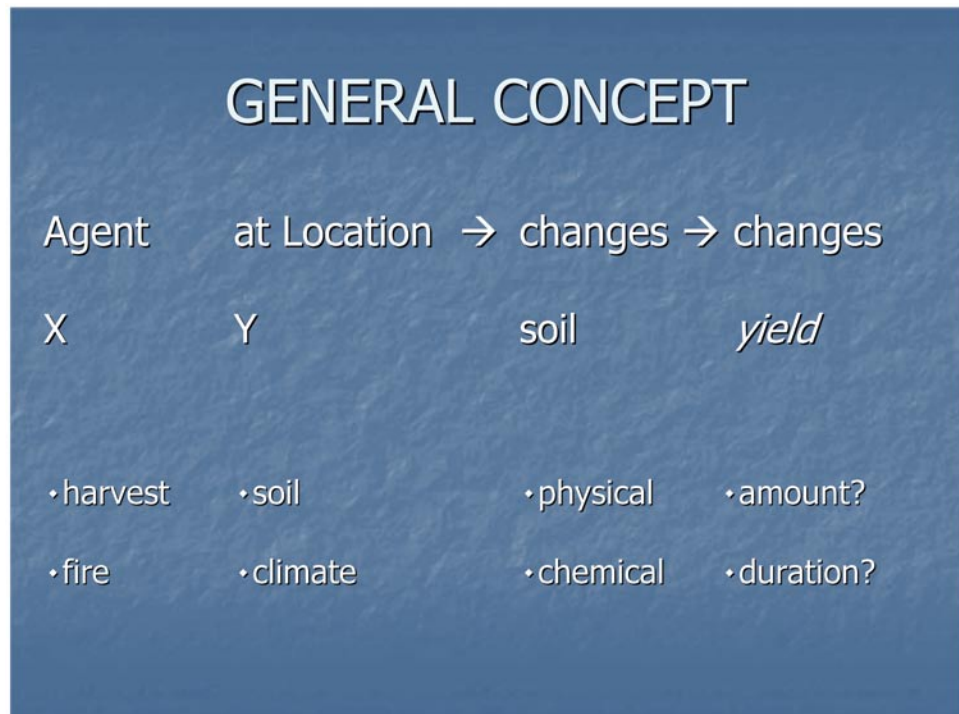 GENERAL CONCEPT
Agent at Location → changes → changes
X Y soil yield
•harvest •soil •physical •amount?
•fire •climate •chemical •duration?